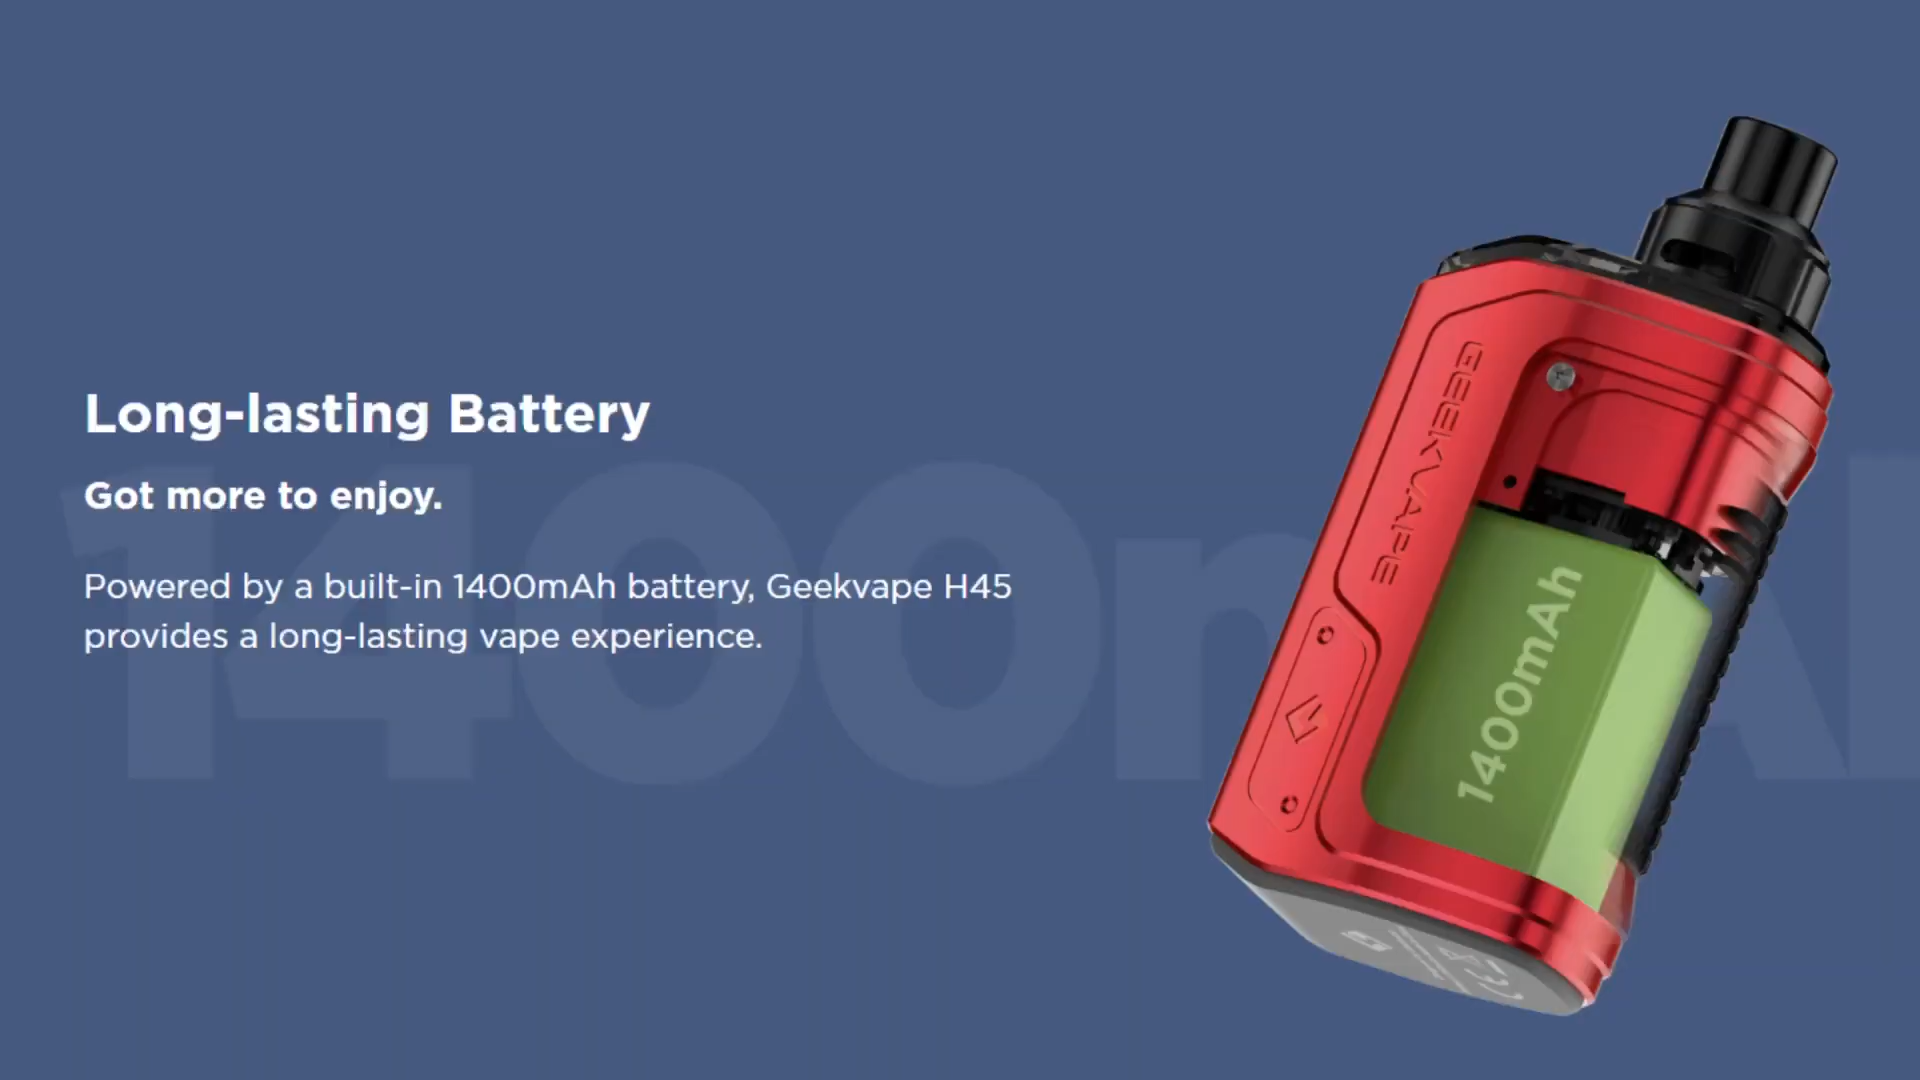 Long-lasting Battery
Got more to enjoy.
Powered by a built-in 1400mAh battery, Geekvape H45
provides a long-lasting vape experience.
1400mAh
GEEKVAPE
1400mAh